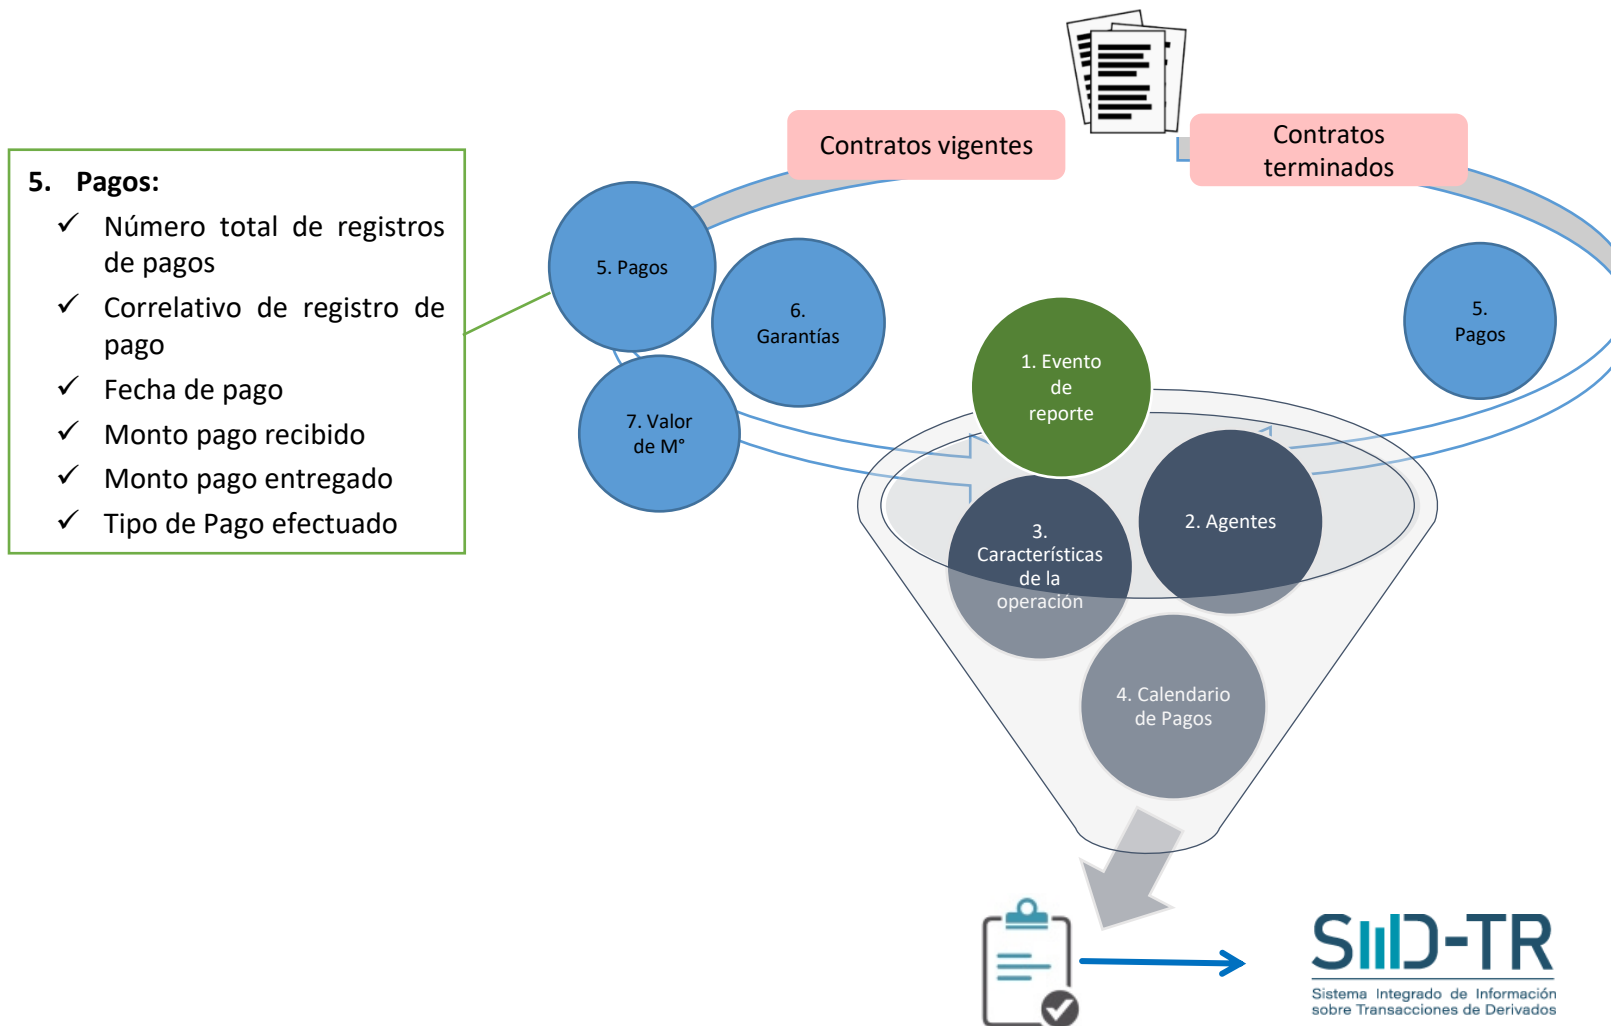 Contratos vigentes
Contratos
terminados
5. Pagos:
✓ Número total de registros
de pagos
✓ Correlativo de registro de
pago
✓ Fecha de pago
✓ Monto pago recibido
✓ Monto pago entregado
✓ Tipo de Pago efectuado
5. Pagos
6.
Garantías
7. Valor
de M°
5.
Pagos
1. Evento
de
reporte
2. Agentes
3.
Características
de la
operación
4. Calendario
de Pagos
SIID-TR
Sistema Integrado de Información
sobre Transacciones de Derivados